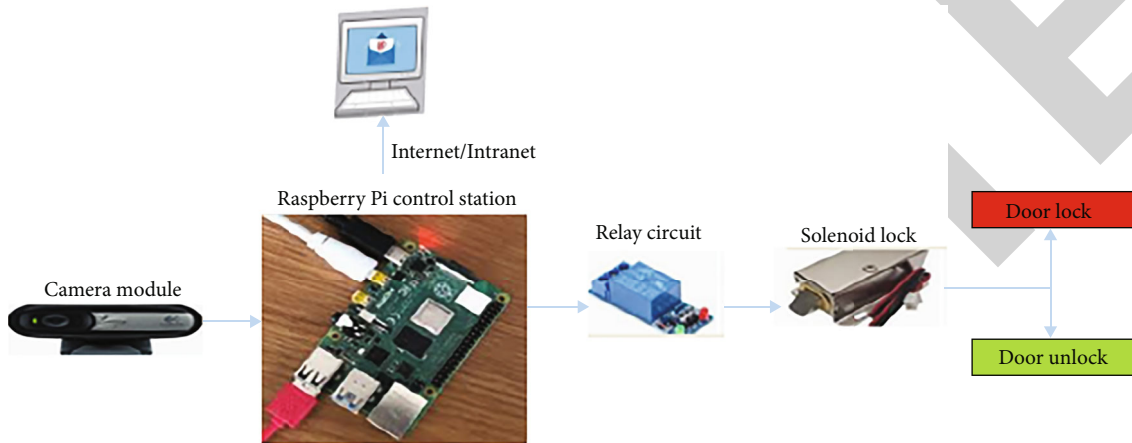 Internet/Intranet
Raspberry Pi control station
Camera module
Relay circuit
Solenoid lock
Door lock
Door unlock